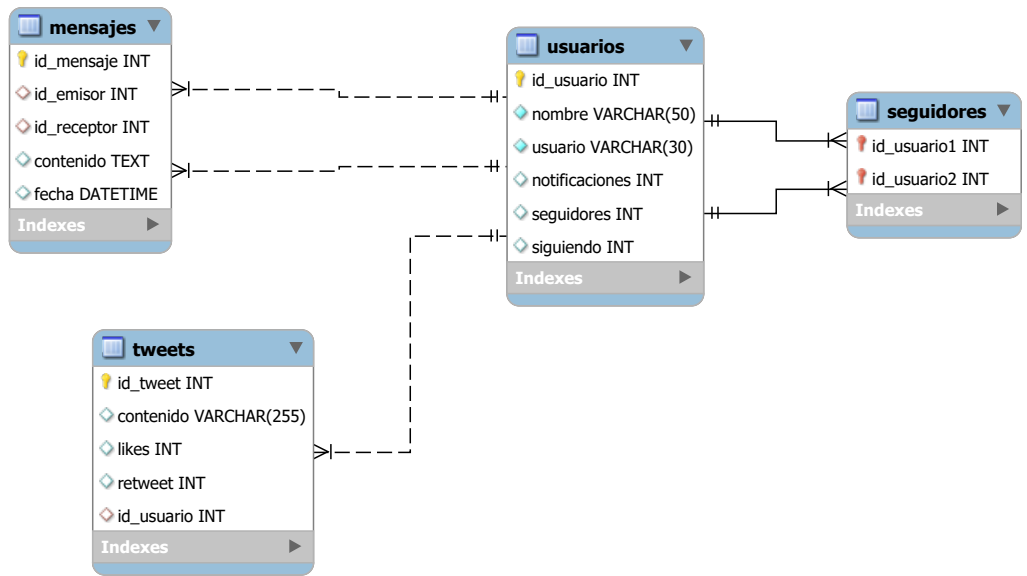 mensajes
id_mensaje INT
id_emisor INT
id_receptor INT
contenido TEXT
fecha DATETIME
Indexes
usuarios
id_usuario INT
nombre VARCHAR(50)
usuario VARCHAR(30)
notificaciones INT
seguidores INT
siguiendo INT
Indexes
seguidores
id_usuario1 INT
id_usuario2 INT
Indexes
tweets
id_tweet INT
contenido VARCHAR(255)
likes INT
retweet INT
id_usuario INT
Indexes